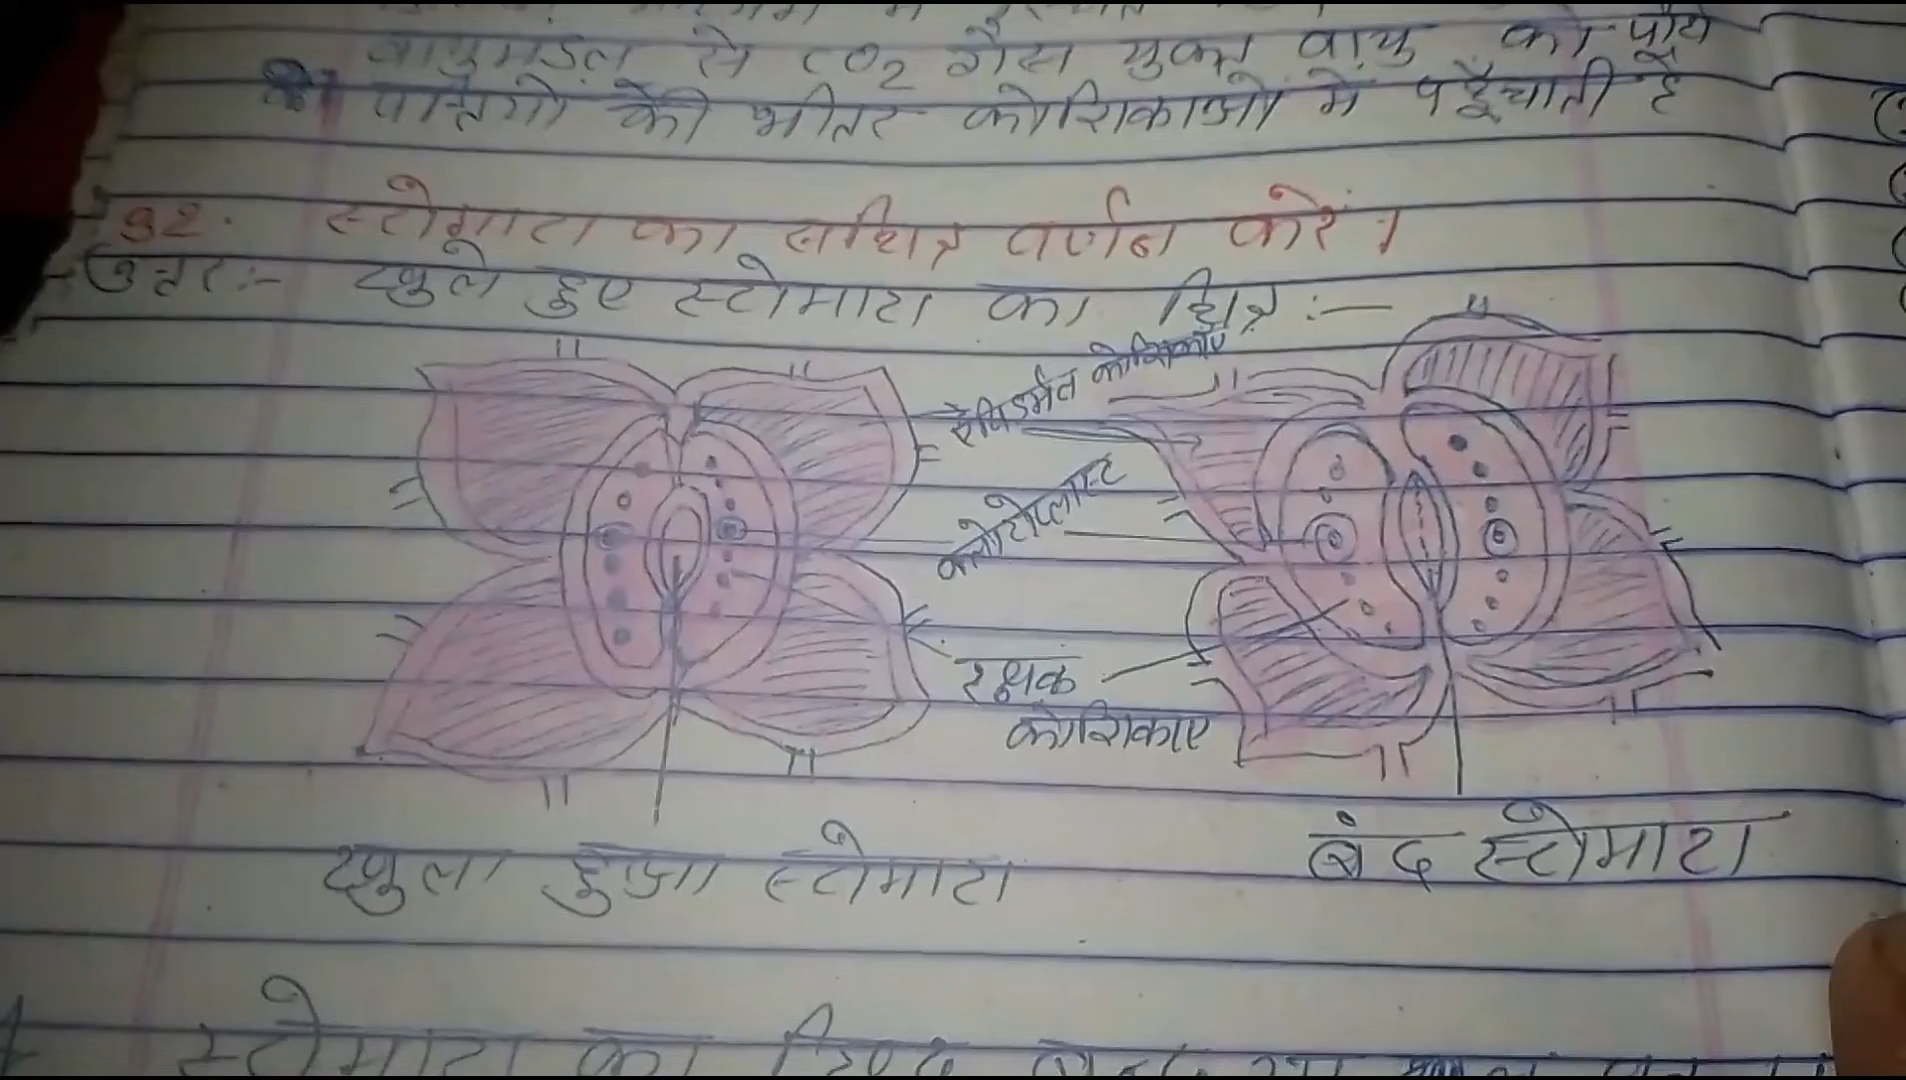 वायुमंडल से CO2 गैस युक्त वायु को पौधे
पत्तियों की भीतर कोशिकाओं में पहुँचाती है
32. स्टोमाटा का सचित्र वर्णन करें।
उत्तर:- खुले हुए स्टोमाटा का चित्र:-
ऐपिडर्मल कोशिकाएँ
क्लोरोप्लास्ट
रक्षक
कोशिकाए
खुला हुआ स्टोमाटा
बंद स्टोमाटा
स्टोमाटा का